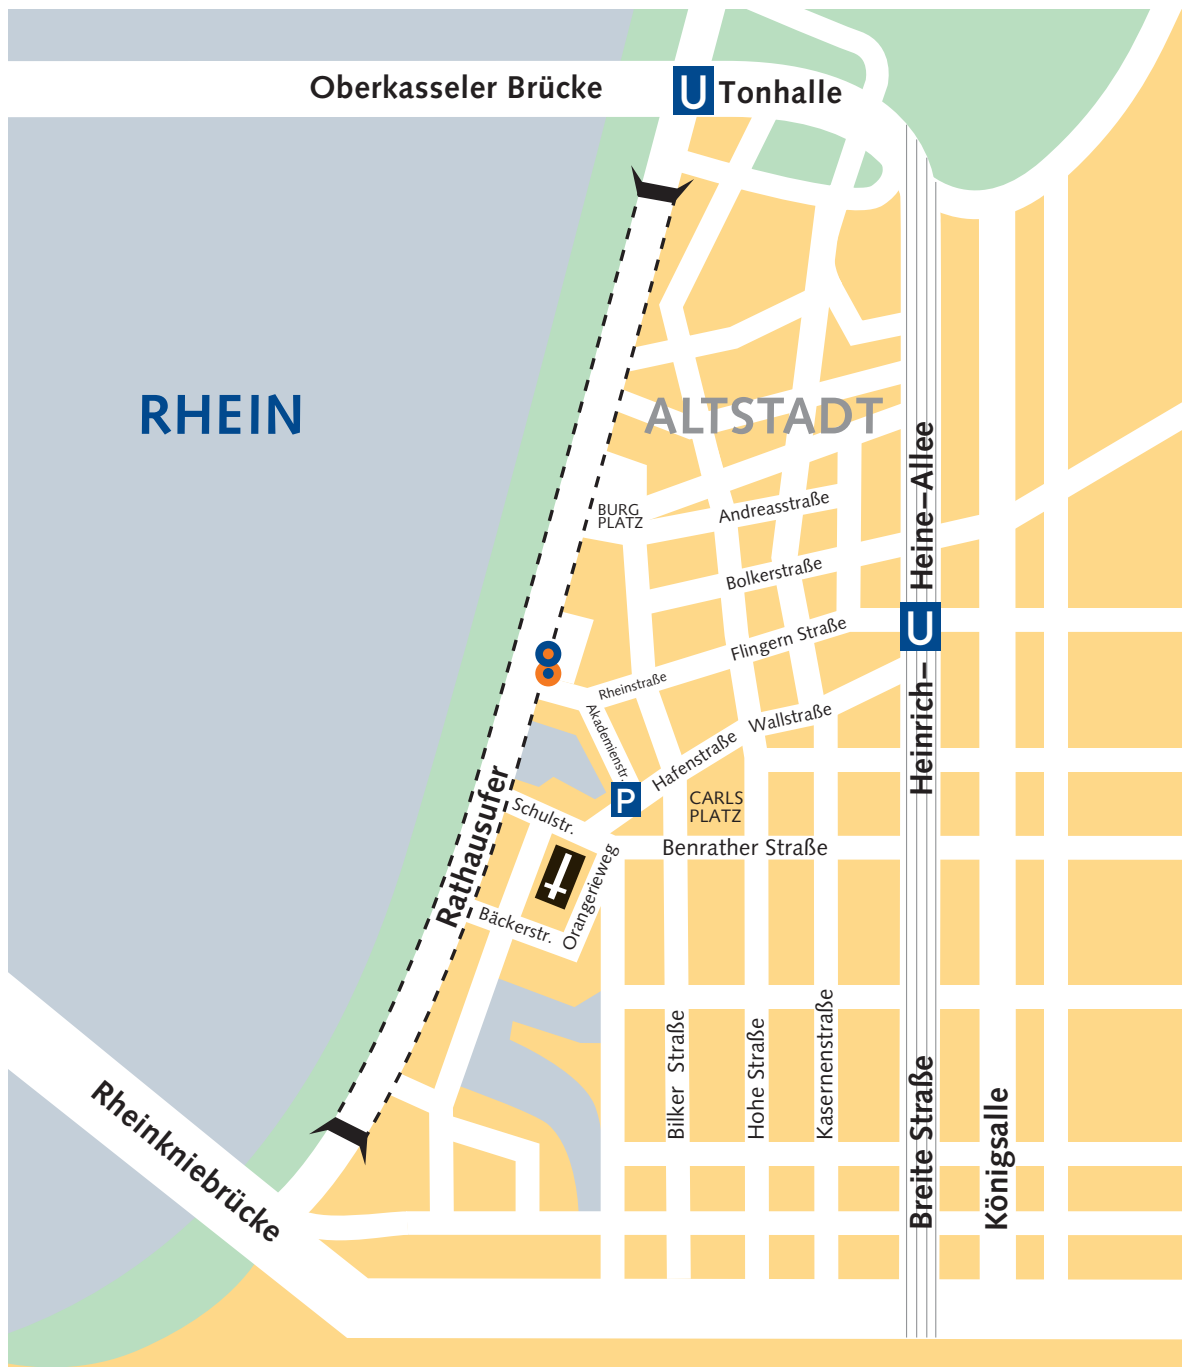 Oberkasseler Brücke
U Tonhalle
RHEIN
ALTSTADT
BURG
PLATZ
Andreasstraße
Bolkerstraße
Flingern Straße
Rheinstraße
Akademienstr.
Hafenstraße
Wallstraße
U
Heinrich–Heine–Allee
P
CARLS
PLATZ
Schulstr.
Benrather Straße
Rathausufer
Orangerieweg
Bäckerstr.
Bilker Straße
Hohe Straße
Kasernenstraße
Breite Straße
Königsalle
Rheinkniebrücke